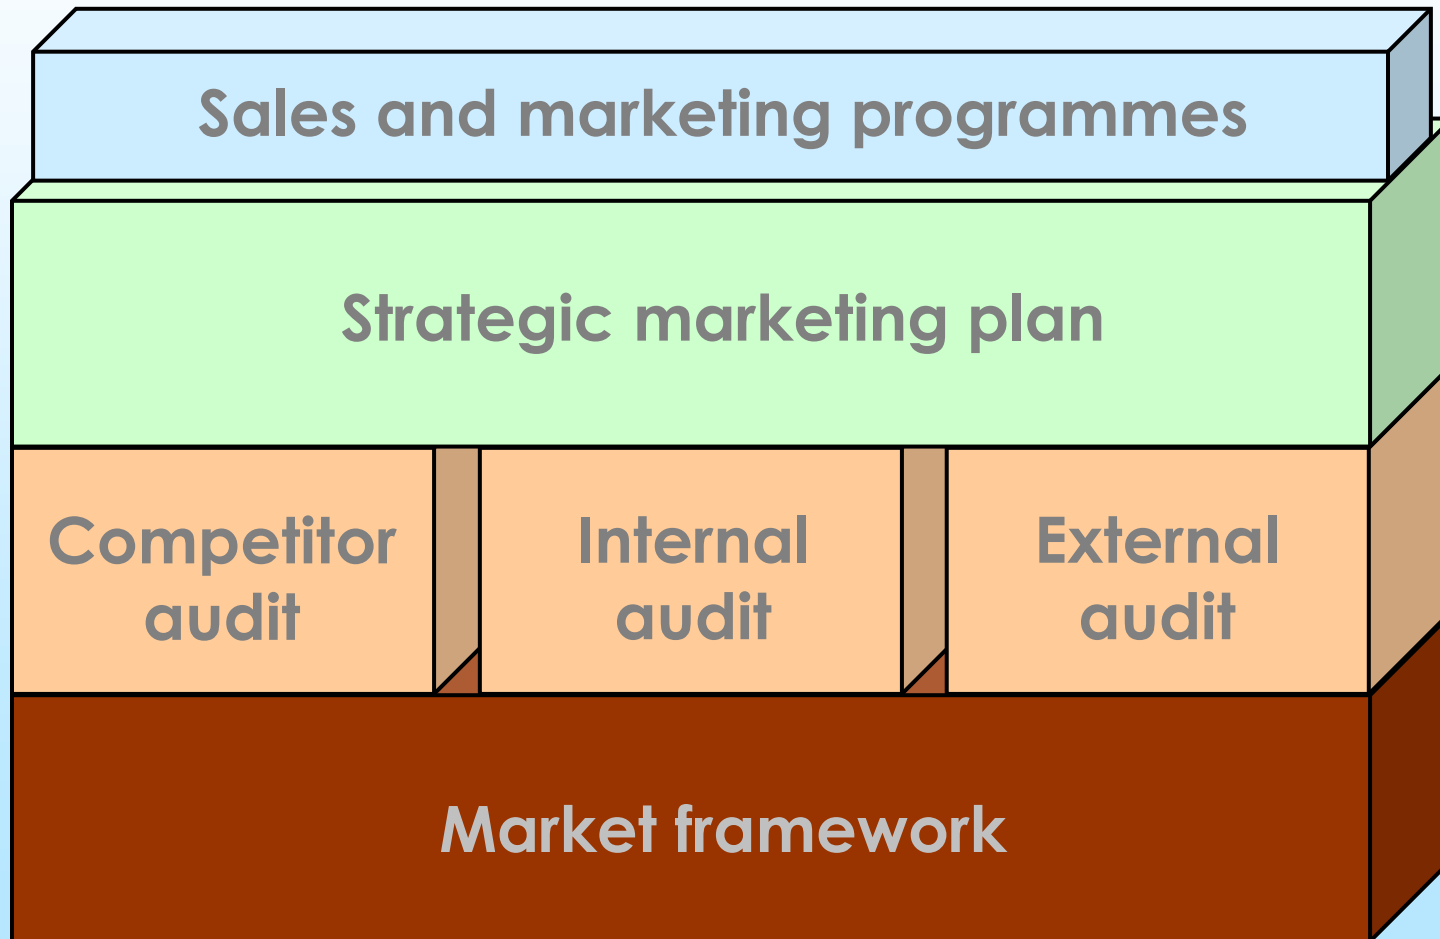 Sales and marketing programmes
Strategic marketing plan
Competitor
audit
Internal
audit
External
audit
Market framework